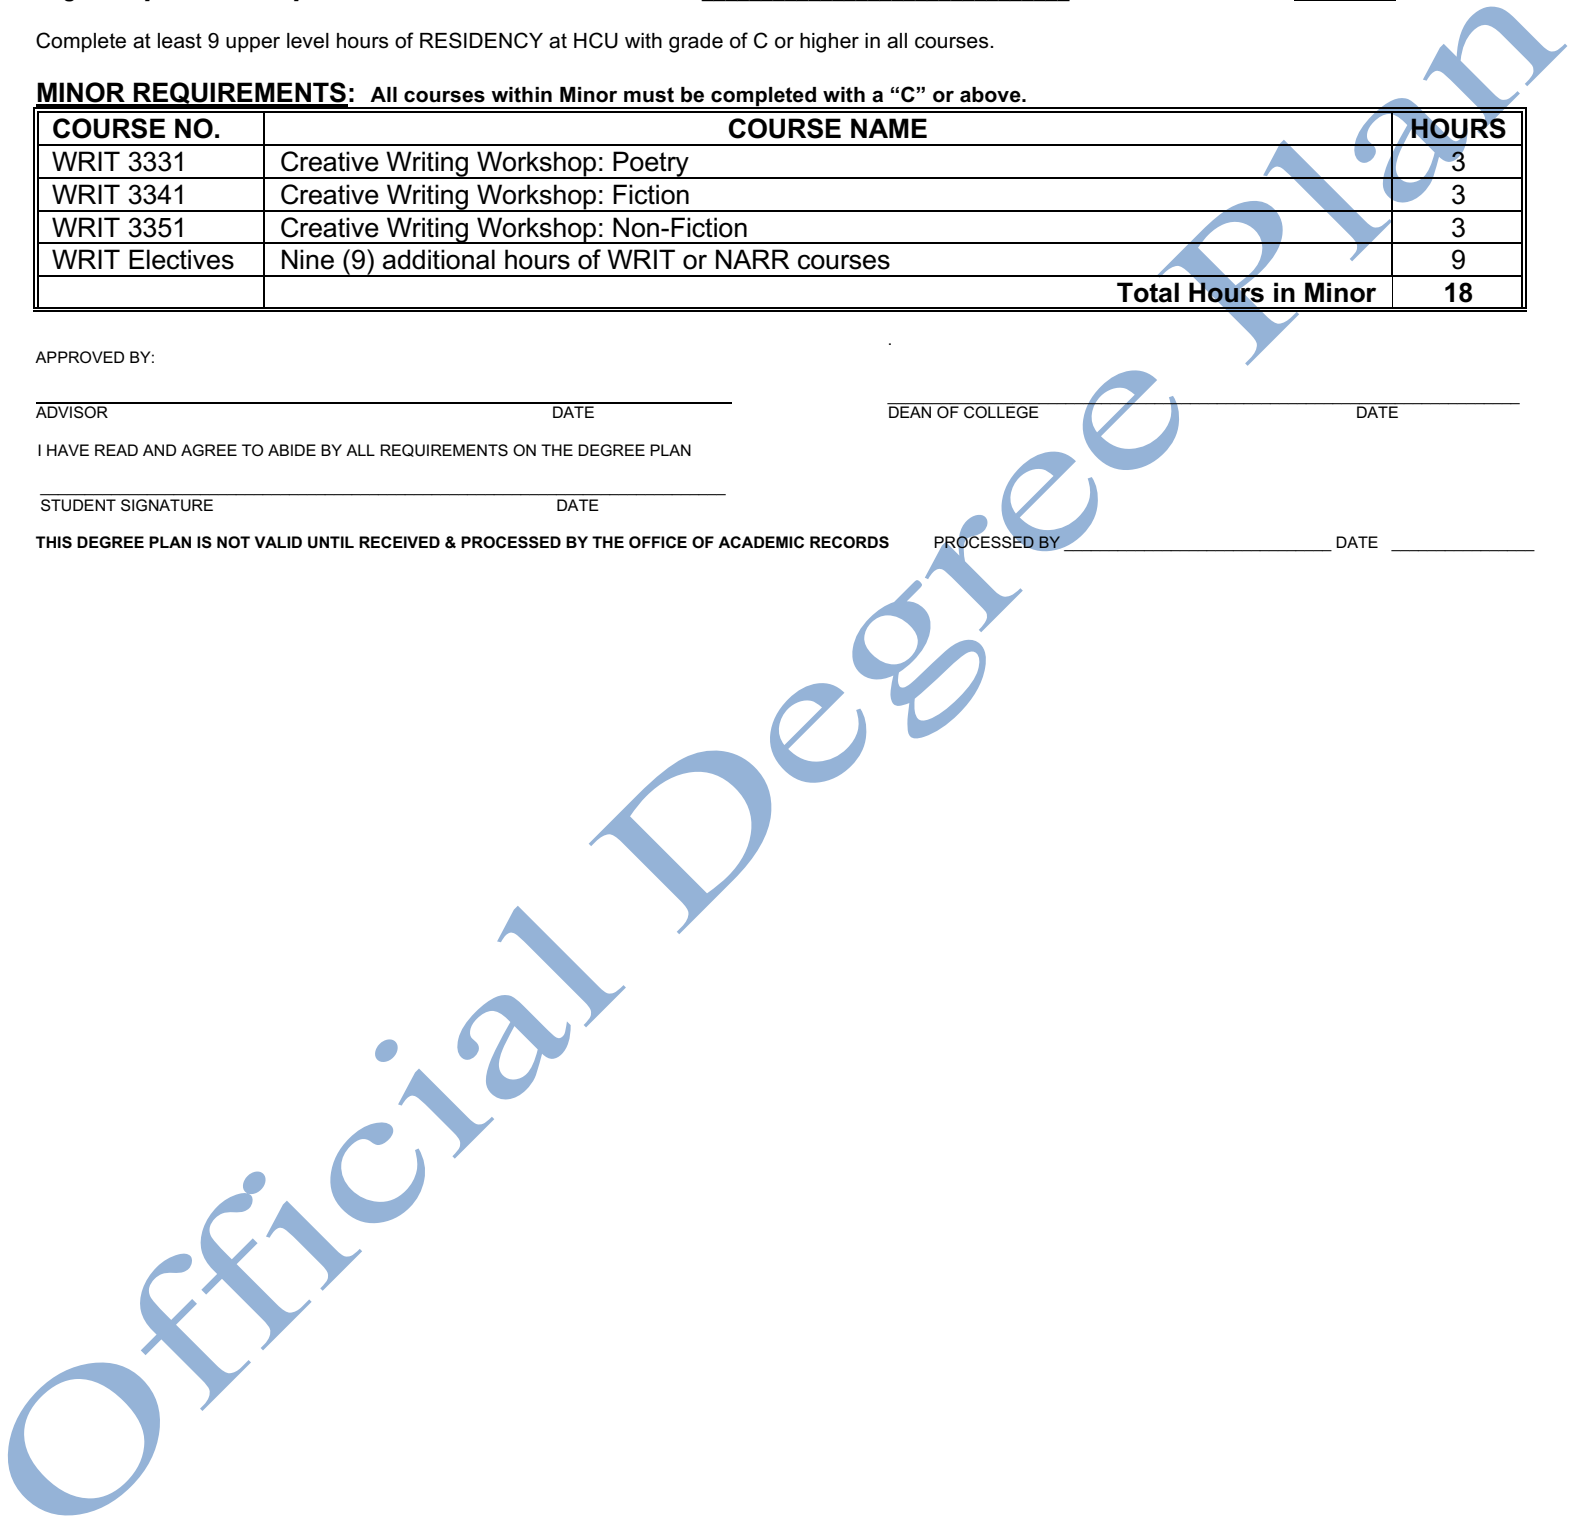 Complete at least 9 upper level hours of RESIDENCY at HCU with grade of C or higher in all courses.
MINOR REQUIREMENTS: All courses within Minor must be completed with a “C” or above.
COURSE NO. COURSE NAME HOURS
WRIT 3331 Creative Writing Workshop: Poetry 3
WRIT 3341 Creative Writing Workshop: Fiction 3
WRIT 3351 Creative Writing Workshop: Non-Fiction 3
WRIT Electives Nine (9) additional hours of WRIT or NARR courses 9
Total Hours in Minor 18
.
APPROVED BY:
ADVISOR DATE DEAN OF COLLEGE DATE
I HAVE READ AND AGREE TO ABIDE BY ALL REQUIREMENTS ON THE DEGREE PLAN
STUDENT SIGNATURE DATE
THIS DEGREE PLAN IS NOT VALID UNTIL RECEIVED & PROCESSED BY THE OFFICE OF ACADEMIC RECORDS PROCESSED BY ______________________________ DATE ________________
Official Degree Plan